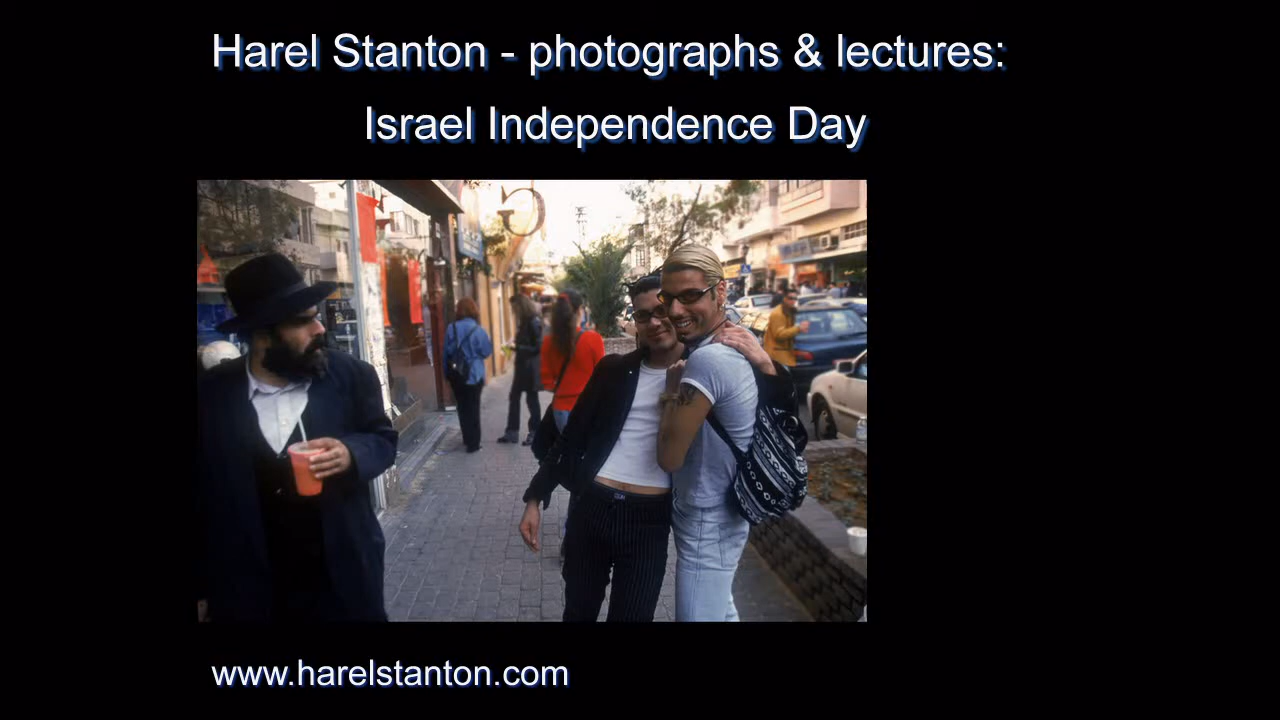 Harel Stanton - photographs & lectures:
Israel Independence Day
G
www.harelstanton.com